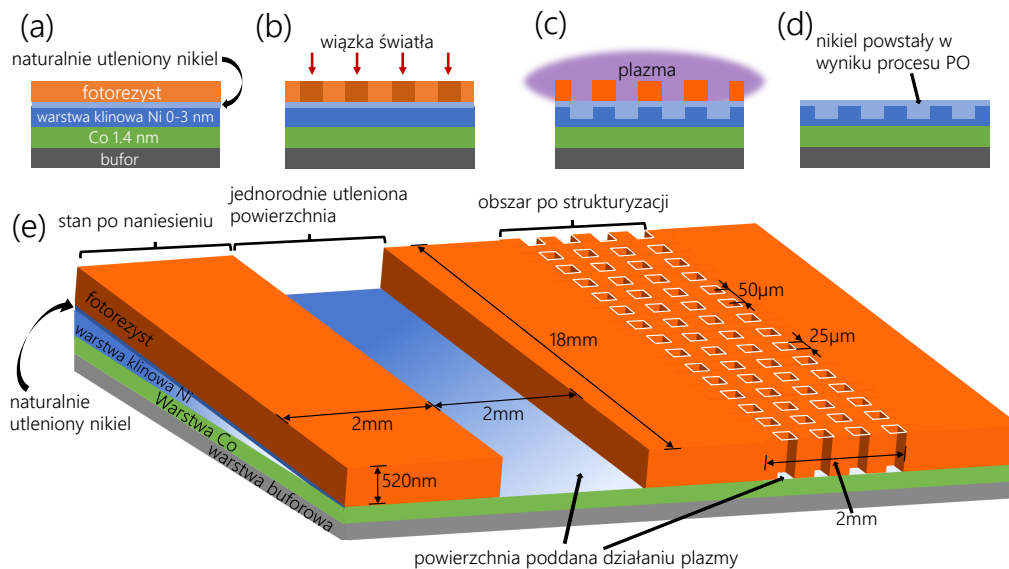 (a)
naturalnie utleniony nikiel
fotorezyst
warstwa klinowa Ni 0-3 nm
Co 1.4 nm
bufor
(b)
wiązka światła
(c)
plazma
(d)
nikiel powstały w
wyniku procesu PO
(e)
stan po naniesieniu
jednorodnie utleniona
powierzchnia
obszar po strukturyzacji
fotorezyst
warstwa klinowa Ni
Warstwa Co
warstwa buforowa
naturalnie
utleniony nikiel
2mm
2mm
520nm
18mm
50µm
25µm
2mm
powierzchnia poddana działaniu plazmy